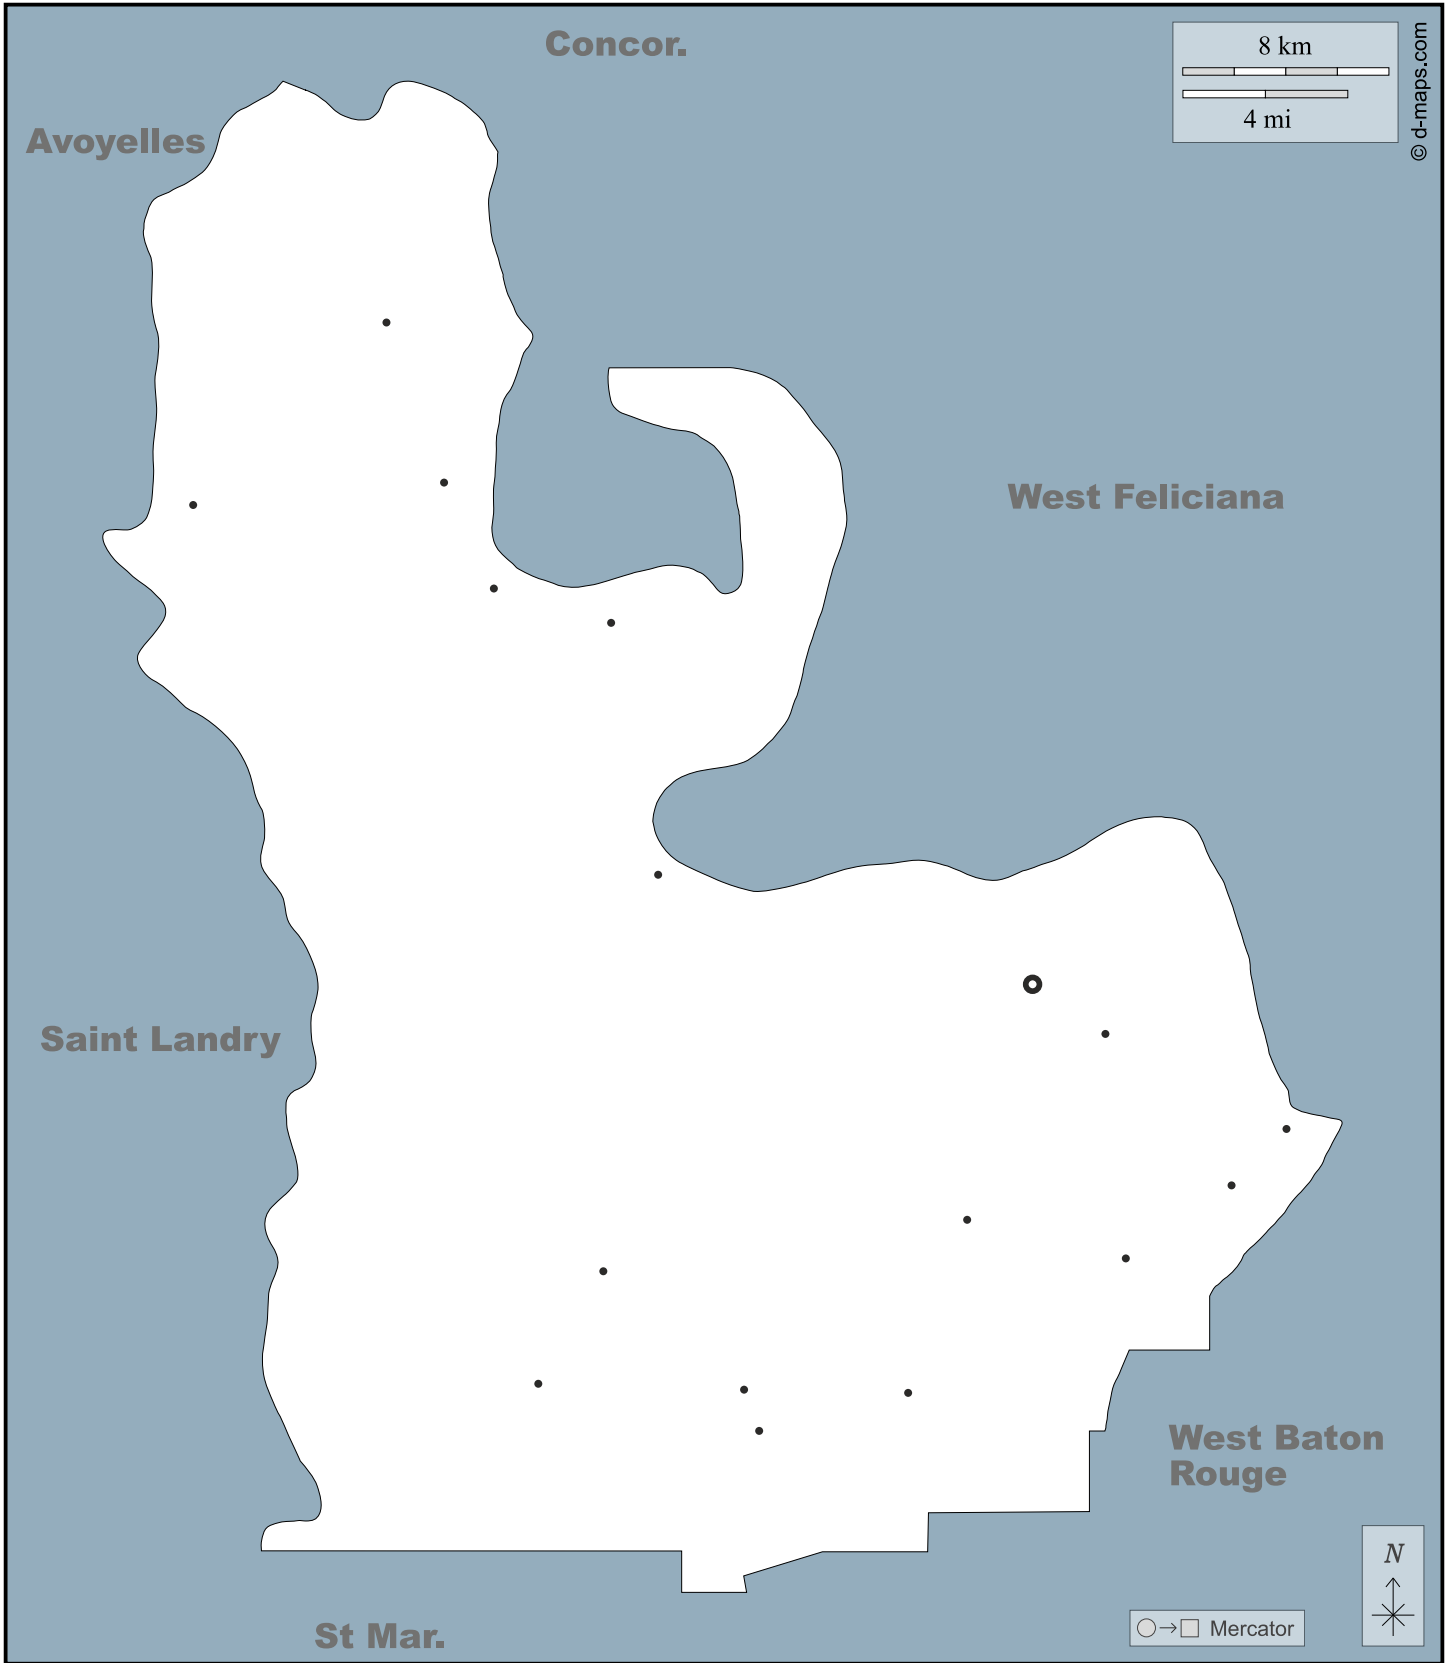 Concor.
8 km
4 mi
© d-maps.com
Avoyelles
West Feliciana
Saint Landry
West Baton
Rouge
N
Mercator
St Mar.